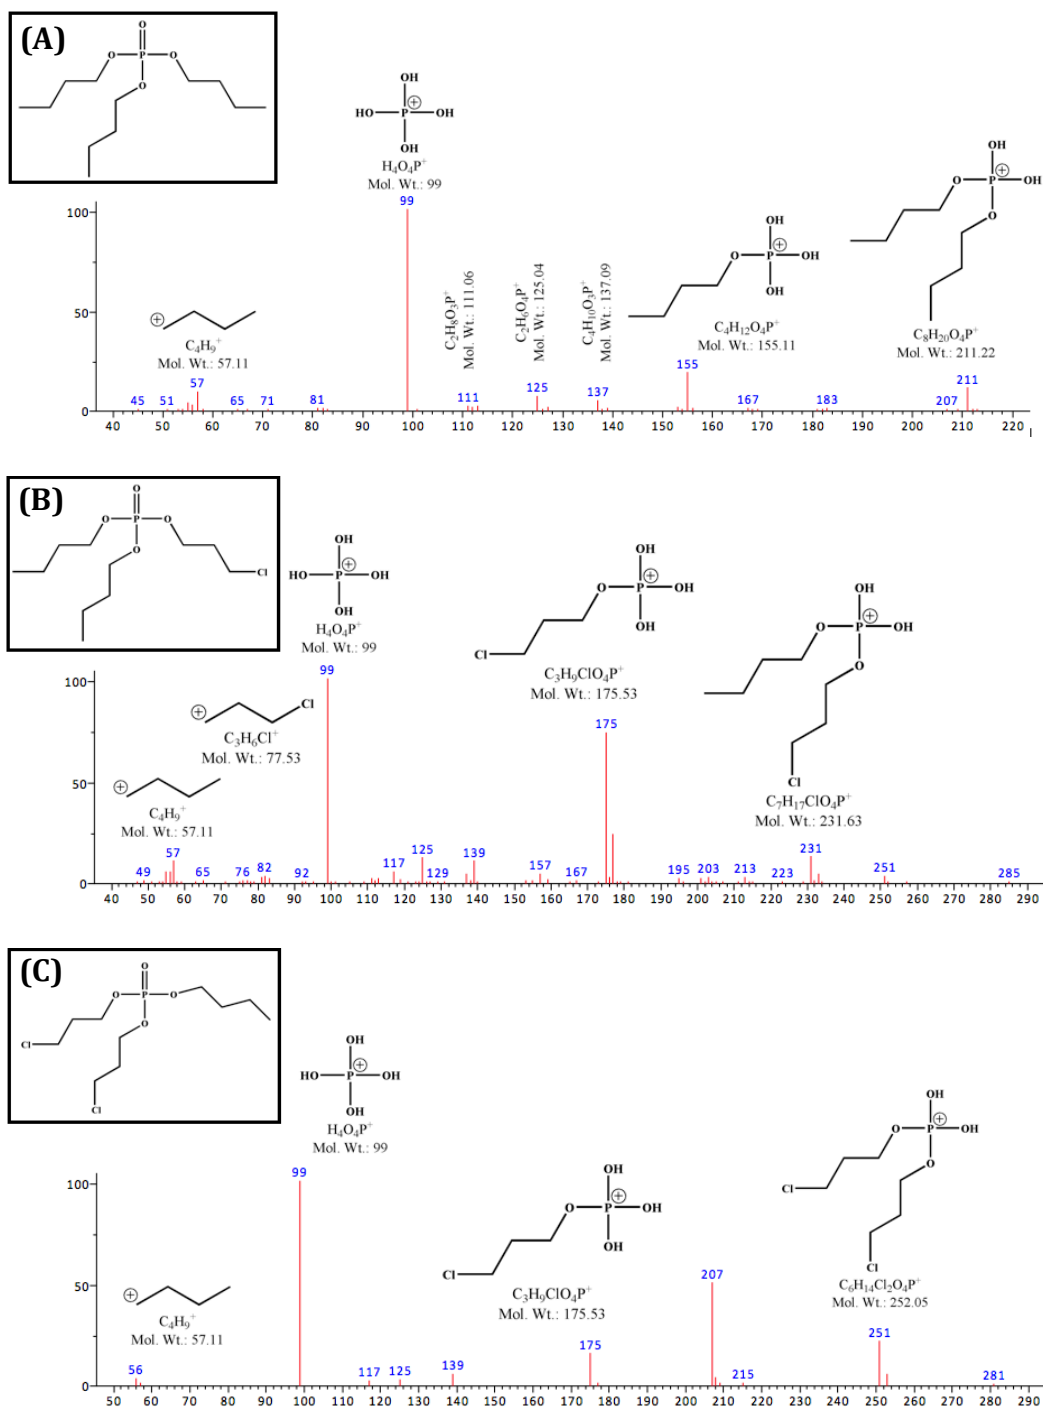 (A)
O
O P O
O
OH
HO P ⊕ OH
OH
H₄O₄P⁺
Mol. Wt.: 99
OH
O P ⊕ OH
O
C₈H₂₀O₄P⁺
Mol. Wt.: 211.22
OH
O P ⊕ OH
OH
C₄H₁₂O₄P⁺
Mol. Wt.: 155.11
C₂H₈O₃P⁺
Mol. Wt.: 111.06
C₂H₆O₄P⁺
Mol. Wt.: 125.04
C₄H₁₀O₃P⁺
Mol. Wt.: 137.09
⊕
C₄H₉⁺
Mol. Wt.: 57.11
100
50
0
45 51 57 65 71 81 99 111 125 137 155 167 183 207 211
40 50 60 70 80 90 100 110 120 130 140 150 160 170 180 190 200 210 220
(B)
O
O P O
O
Cl
OH
HO P ⊕ OH
OH
H₄O₄P⁺
Mol. Wt.: 99
OH
O P ⊕ OH
OH
Cl
C₃H₉ClO₄P⁺
Mol. Wt.: 175.53
OH
O P ⊕ OH
O
Cl
C₇H₁₇ClO₄P⁺
Mol. Wt.: 231.63
⊕ Cl
C₃H₆Cl⁺
Mol. Wt.: 77.53
⊕
C₄H₉⁺
Mol. Wt.: 57.11
100
50
0
49 57 65 76 82 92 99 117 125 129 139 157 167 175 195 203 213 223 231 251 285
40 50 60 70 80 90 100 110 120 130 140 150 160 170 180 190 200 210 220 230 240 250 260 270 280 290
(C)
O
O P O
O
Cl
Cl
OH
HO P ⊕ OH
OH
H₄O₄P⁺
Mol. Wt.: 99
OH
O P ⊕ OH
OH
Cl
C₃H₉ClO₄P⁺
Mol. Wt.: 175.53
OH
O P ⊕ OH
O
Cl
Cl
C₆H₁₄Cl₂O₄P⁺
Mol. Wt.: 252.05
⊕
C₄H₉⁺
Mol. Wt.: 57.11
100
50
0
56 99 117 125 139 175 207 215 251 281
50 60 70 80 90 100 110 120 130 140 150 160 170 180 190 200 210 220 230 240 250 260 270 280 290